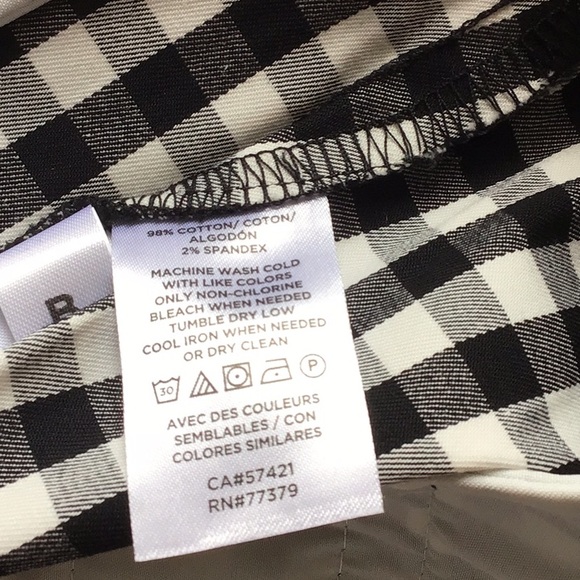 98% COTTON/ COTON/
ALGODÓN
2% SPANDEX
MACHINE WASH COLD
WITH LIKE COLORS
ONLY NON-CHLORINE
BLEACH WHEN NEEDED
TUMBLE DRY LOW
COOL IRON WHEN NEEDED
OR DRY CLEAN
30 P
AVEC DES COULEURS
SEMBLABLES / CON
COLORES SIMILARES
CA#57421
RN#77379